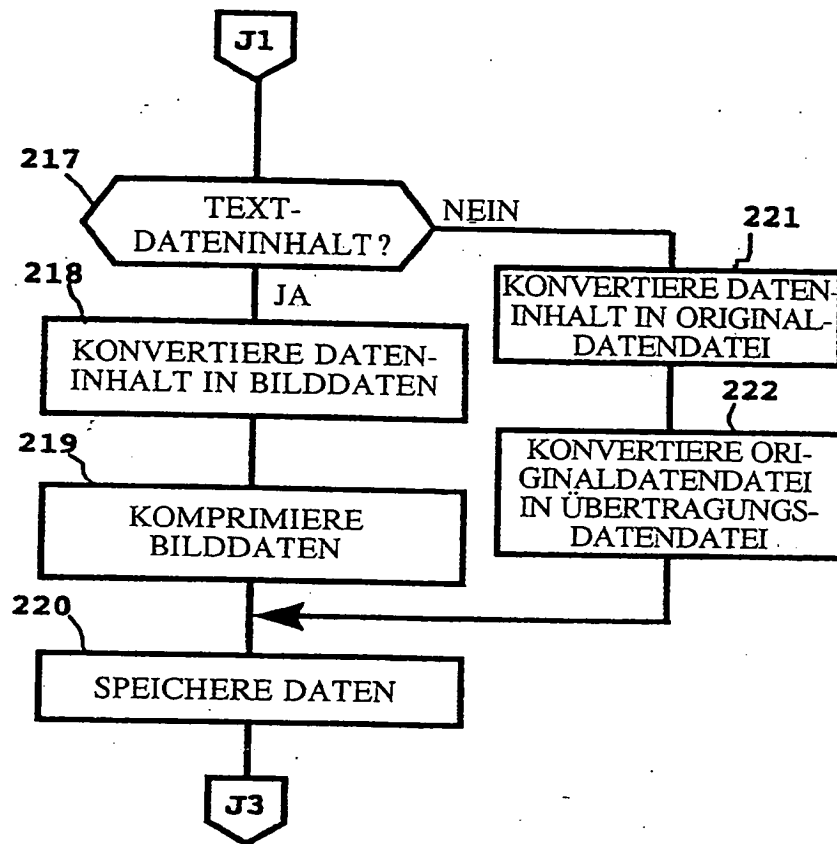 J1
217
TEXT-
DATENINHALT?
NEIN
JA
218
KONVERTIERE DATEN-
INHALT IN BILDDATEN
219
KOMPRIMIERE
BILDDATEN
221
KONVERTIERE DATEN-
INHALT IN ORIGINAL-
DATENDATEI
222
KONVERTIERE ORI-
GINALDATENDATEI
IN ÜBERTRAGUNGS-
DATENDATEI
220
SPEICHERE DATEN
J3